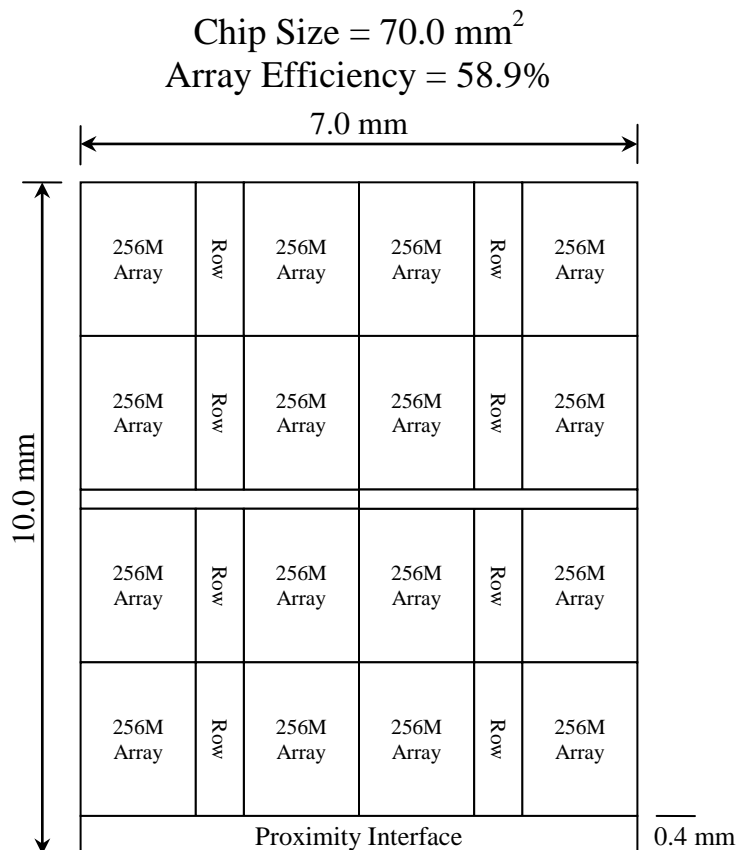 Chip Size = 70.0 mm²
Array Efficiency = 58.9%
7.0 mm
10.0 mm
256M Array
Row
256M Array
256M Array
Row
256M Array
256M Array
Row
256M Array
256M Array
Row
256M Array
256M Array
Row
256M Array
256M Array
Row
256M Array
256M Array
Row
256M Array
256M Array
Row
256M Array
Proximity Interface
0.4 mm